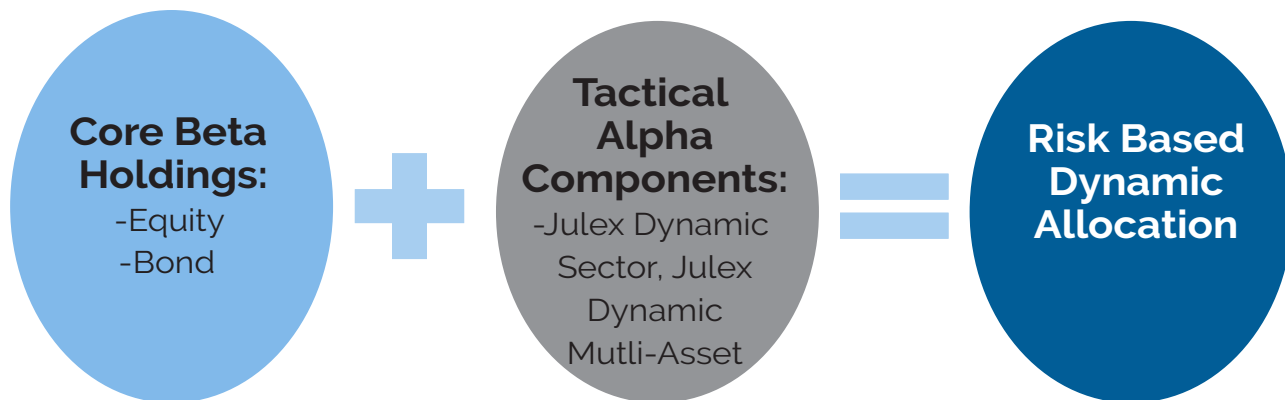 Core Beta
Holdings:
-Equity
-Bond
Tactical
Alpha
Components:
-Julex Dynamic
Sector, Julex
Dynamic
Mutli-Asset
Risk Based
Dynamic
Allocation